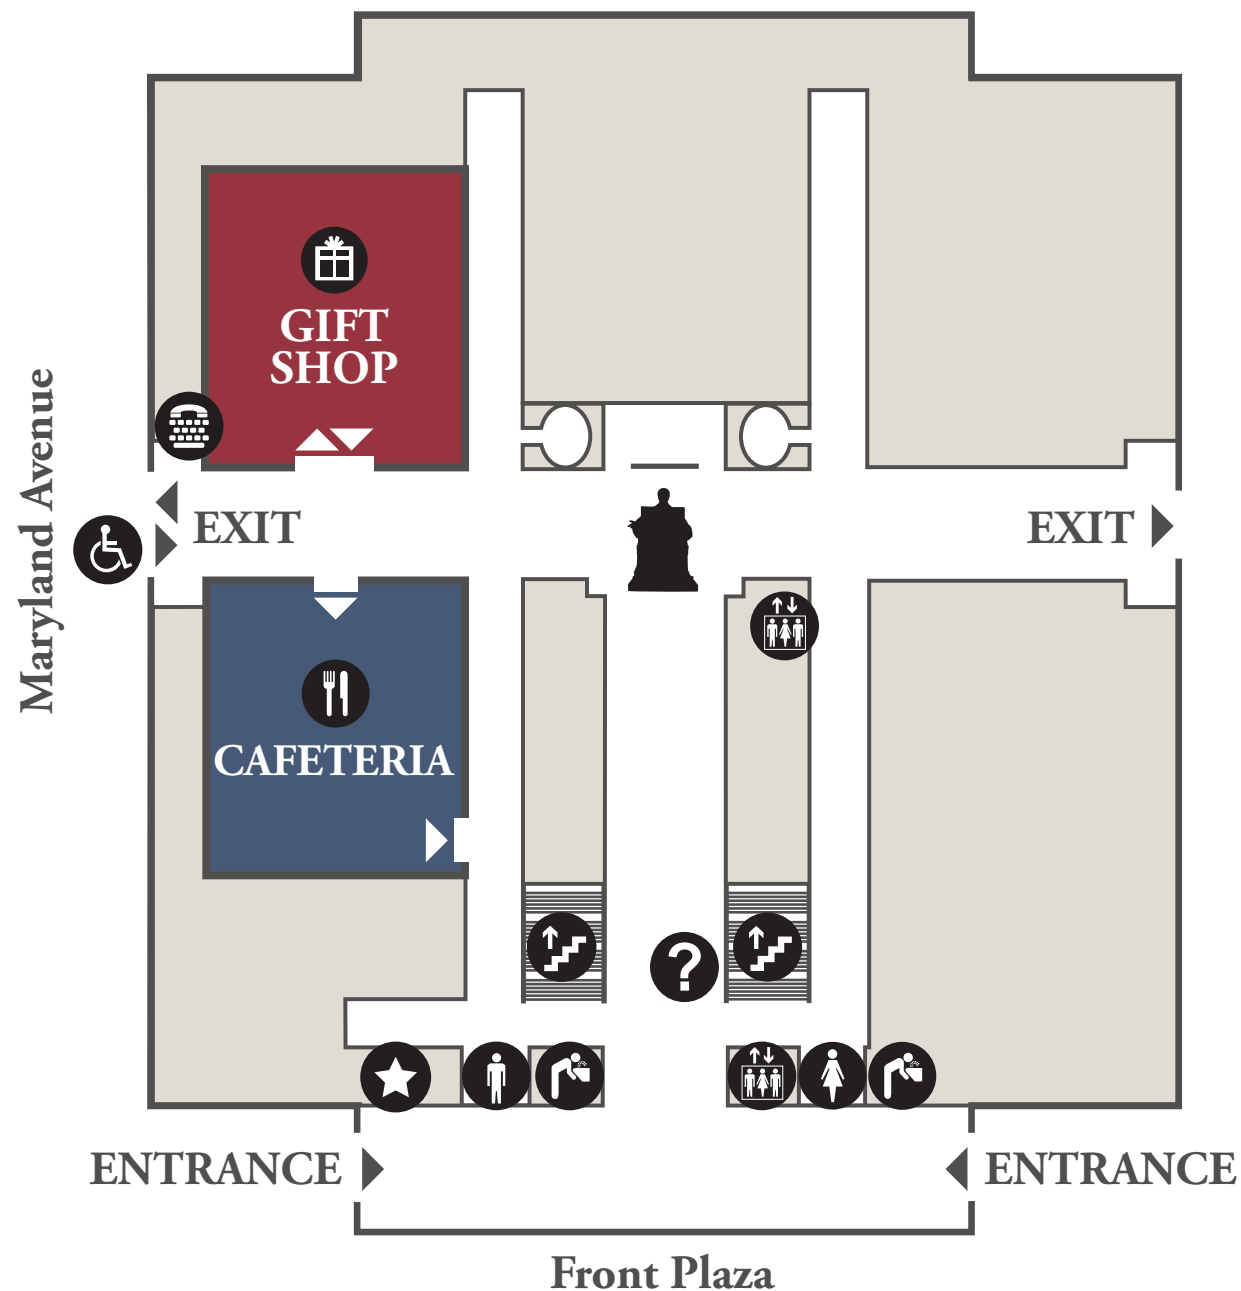 GIFT
SHOP
Maryland Avenue
EXIT
EXIT
CAFETERIA
?
ENTRANCE
ENTRANCE
Front Plaza